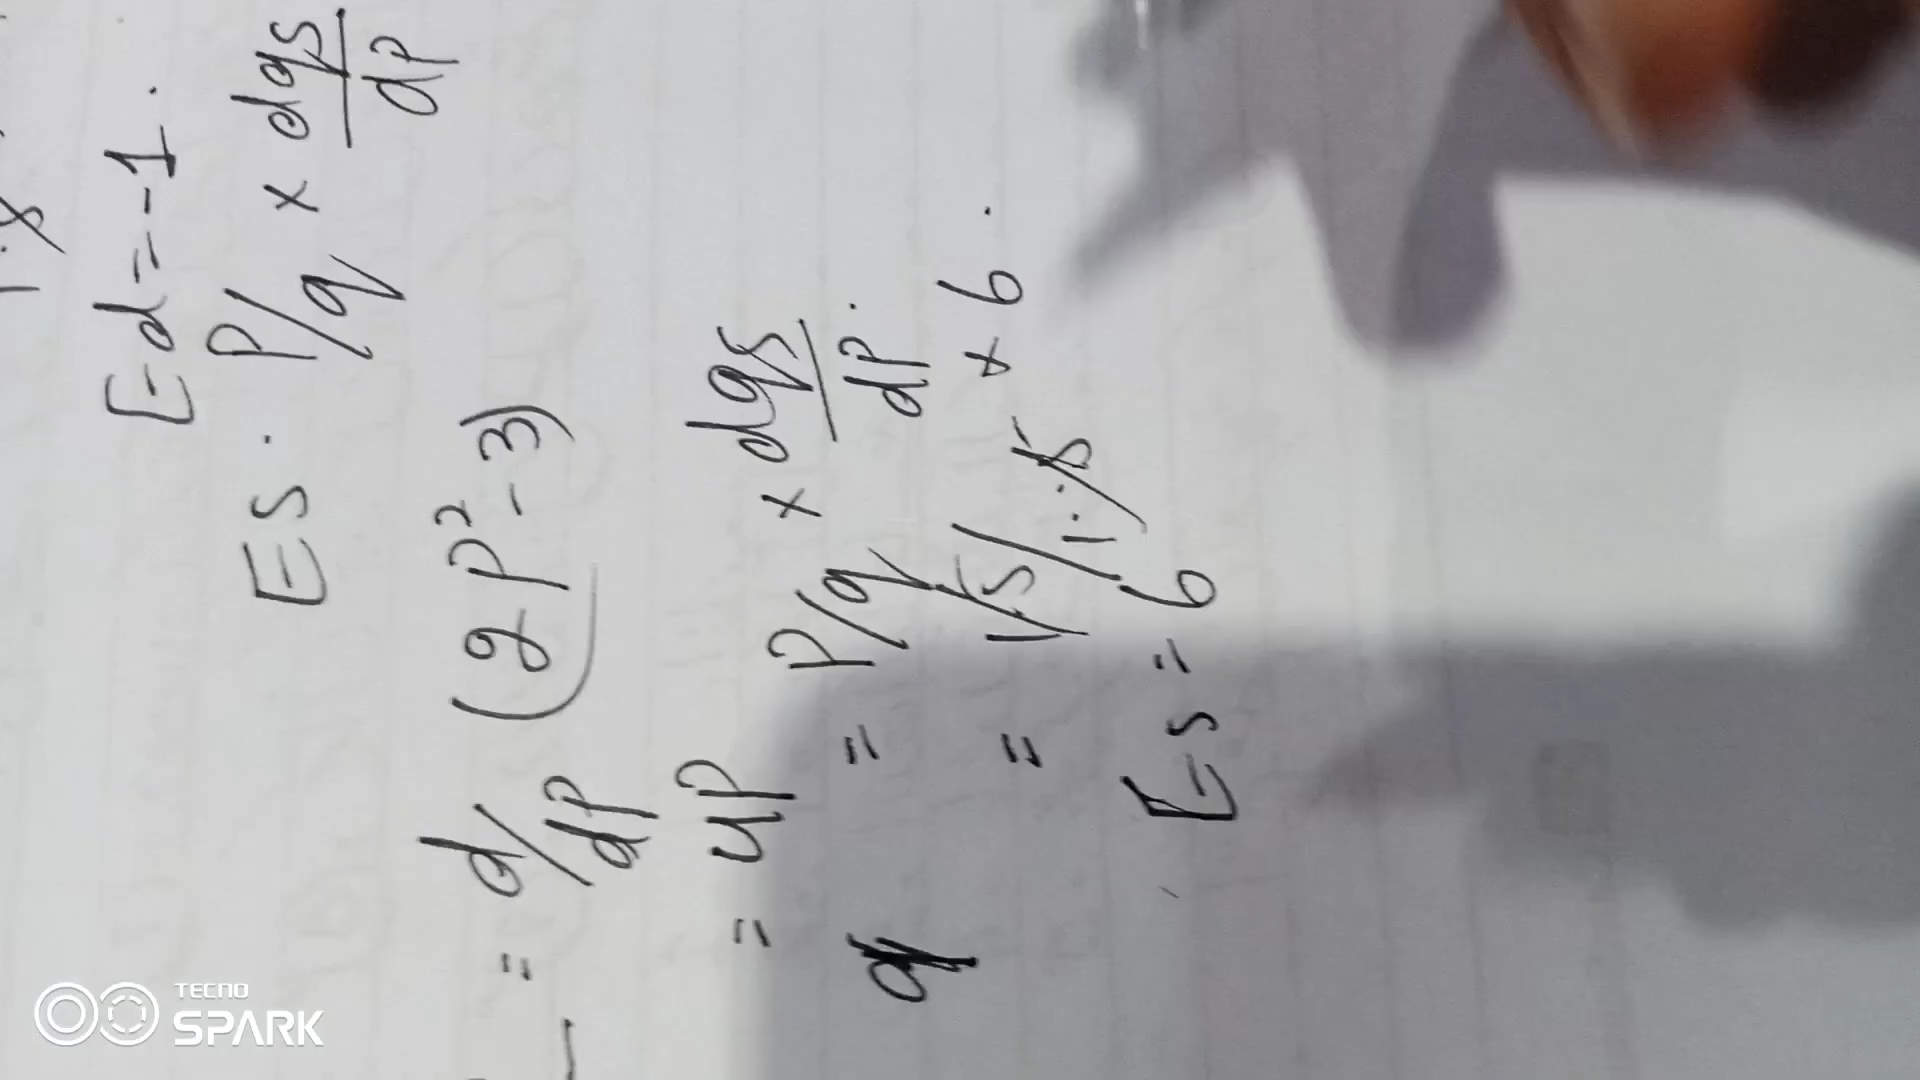 Ed = -1.
Es. P/q x dqs/dp
= d/dp (2p² - 3)
= 4p
= P/q x dqs/dp.
= 1.5/1.5 x 6.
Es = 6
TECNO
SPARK